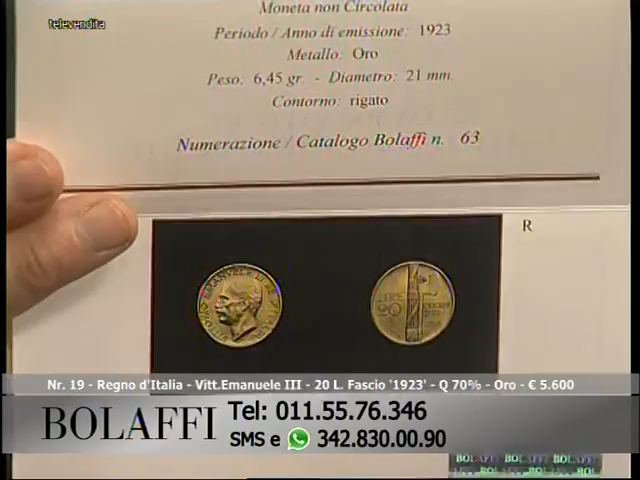 televendita
Moneta non Circolata
Periodo / Anno di emissione: 1923
Metallo: Oro
Peso: 6,45 gr. - Diametro: 21 mm.
Contorno: rigato
Numerazione / Catalogo Bolaffi n. 63
R
LIRE
20
Nr. 19 - Regno d'Italia - Vitt.Emanuele III - 20 L. Fascio '1923' - Q 70% - Oro - € 5.600
BOLAFFI
Tel: 011.55.76.346
SMS e 342.830.00.90